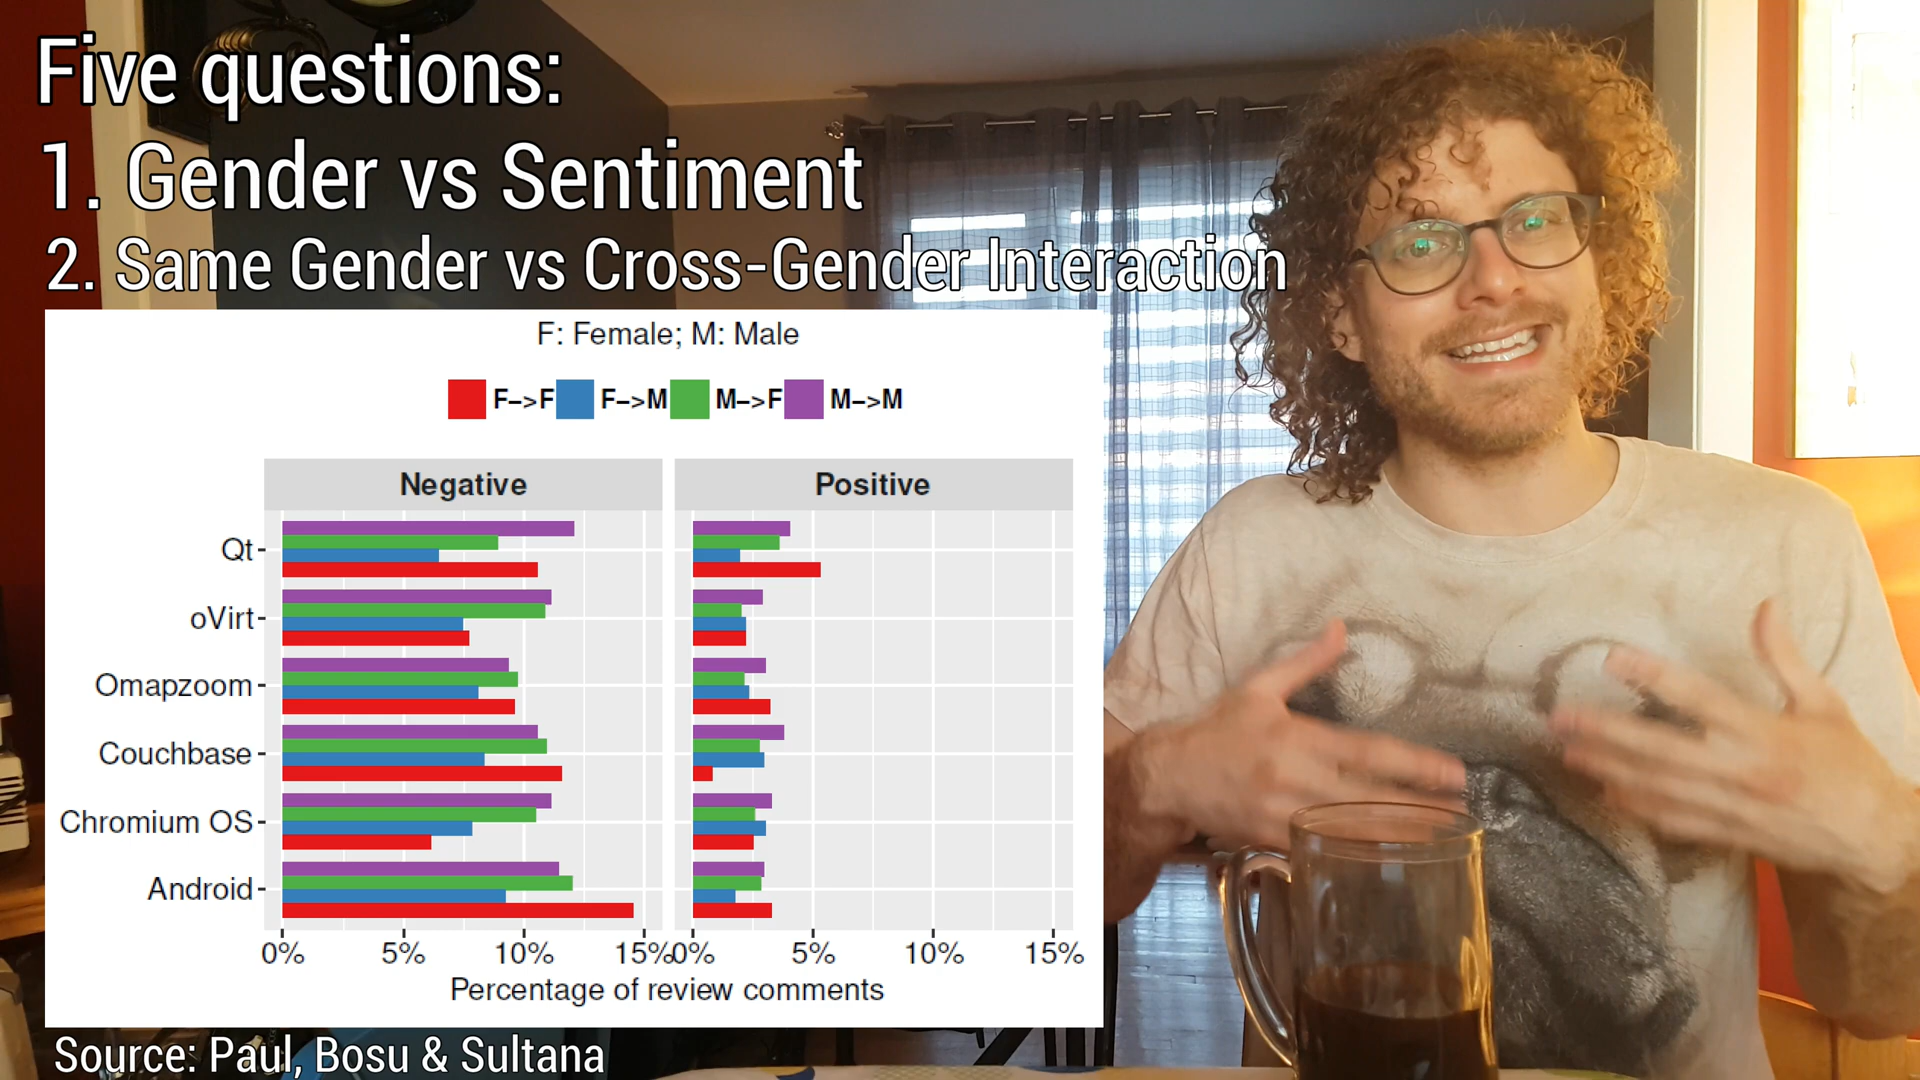 Five questions:
1. Gender vs Sentiment
2. Same Gender vs Cross-Gender Interaction
F: Female; M: Male
F->F F->M M->F M->M
Negative Positive
Qt
oVirt
Omapzoom
Couchbase
Chromium OS
Android
0% 5% 10% 15% 0% 5% 10% 15%
Percentage of review comments
Source: Paul, Bosu & Sultana